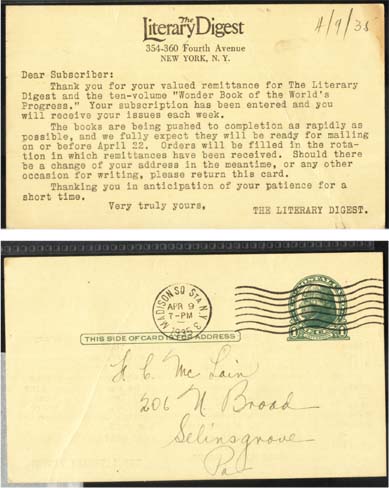 The
Literary Digest
4/9/35
354-360 Fourth Avenue
NEW YORK, N. Y.
Dear Subscriber:
Thank you for your valued remittance for The Literary
Digest and the ten-volume "Wonder Book of the World's
Progress." Your subscription has been entered and you
will receive your issues each week.
The books are being pushed to completion as rapidly as
possible, and we fully expect they will be ready for mailing
on or before April 22. Orders will be filled in the rota-
tion in which remittances have been received. Should there
be a change of your address in the meantime, or any other
occasion for writing, please return this card.
Thanking you in anticipation of your patience for a
short time.
Very truly yours,
THE LITERARY DIGEST.
MADISON SQ. STA. N.Y. 3
APR 9
7-PM
1935
THIS SIDE OF CARD IS FOR ADDRESS
H. C. Mc Lain
206 N. Broad
Selinsgrove
Pa